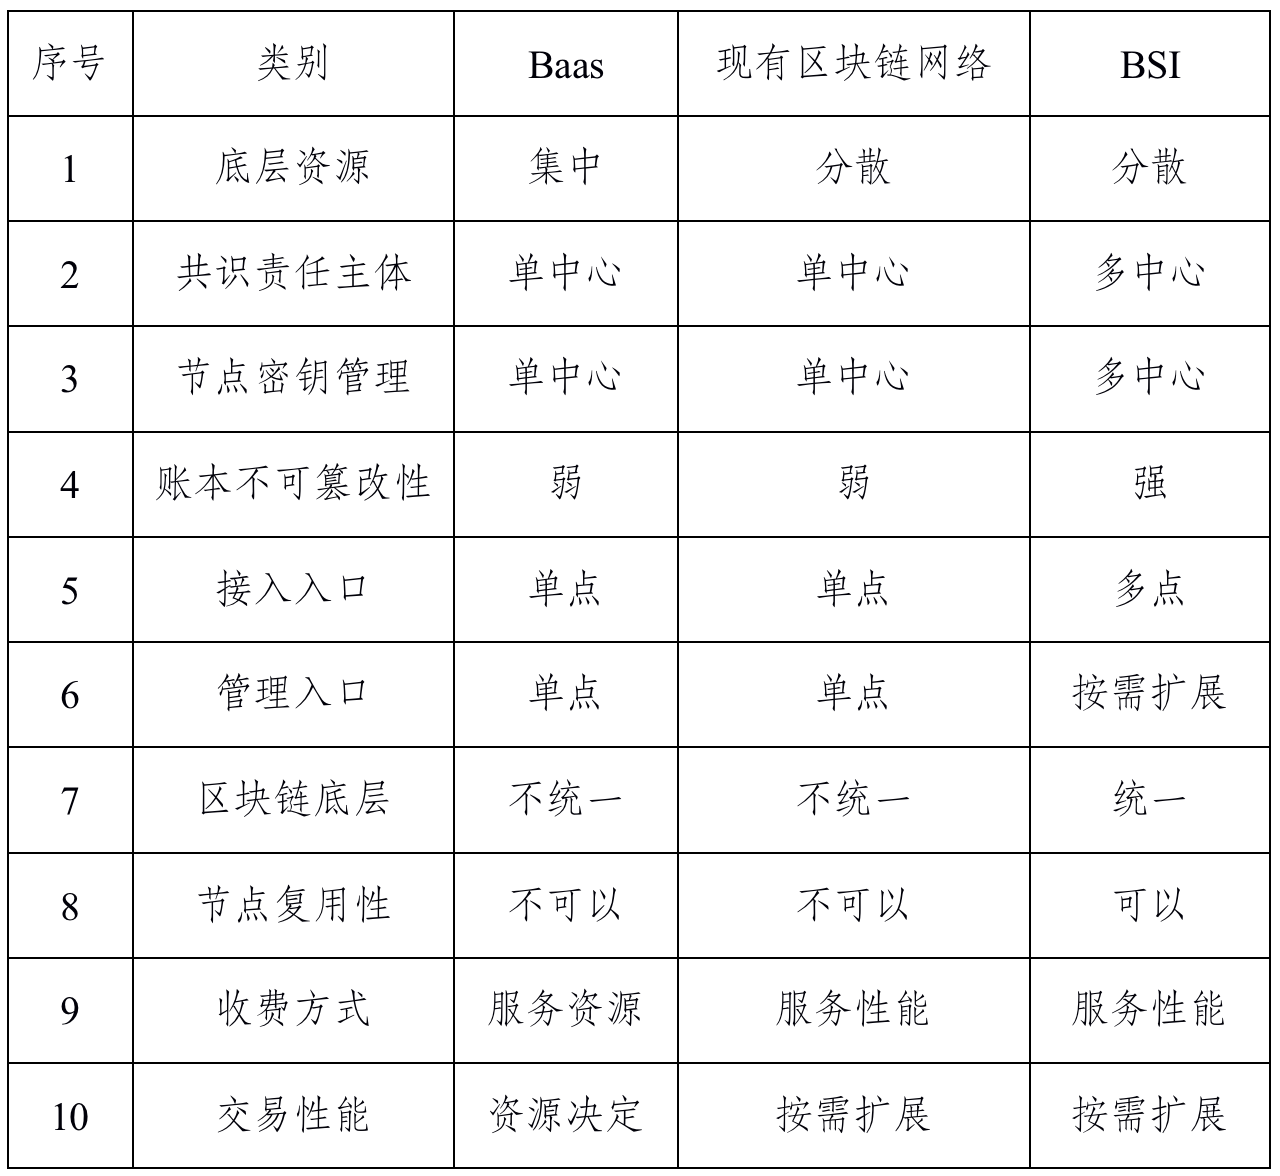 序号 类别 Baas 现有区块链网络 BSI
1 底层资源 集中 分散 分散
2 共识责任主体 单中心 单中心 多中心
3 节点密钥管理 单中心 单中心 多中心
4 账本不可篡改性 弱 弱 强
5 接入入口 单点 单点 多点
6 管理入口 单点 单点 按需扩展
7 区块链底层 不统一 不统一 统一
8 节点复用性 不可以 不可以 可以
9 收费方式 服务资源 服务性能 服务性能
10 交易性能 资源决定 按需扩展 按需扩展